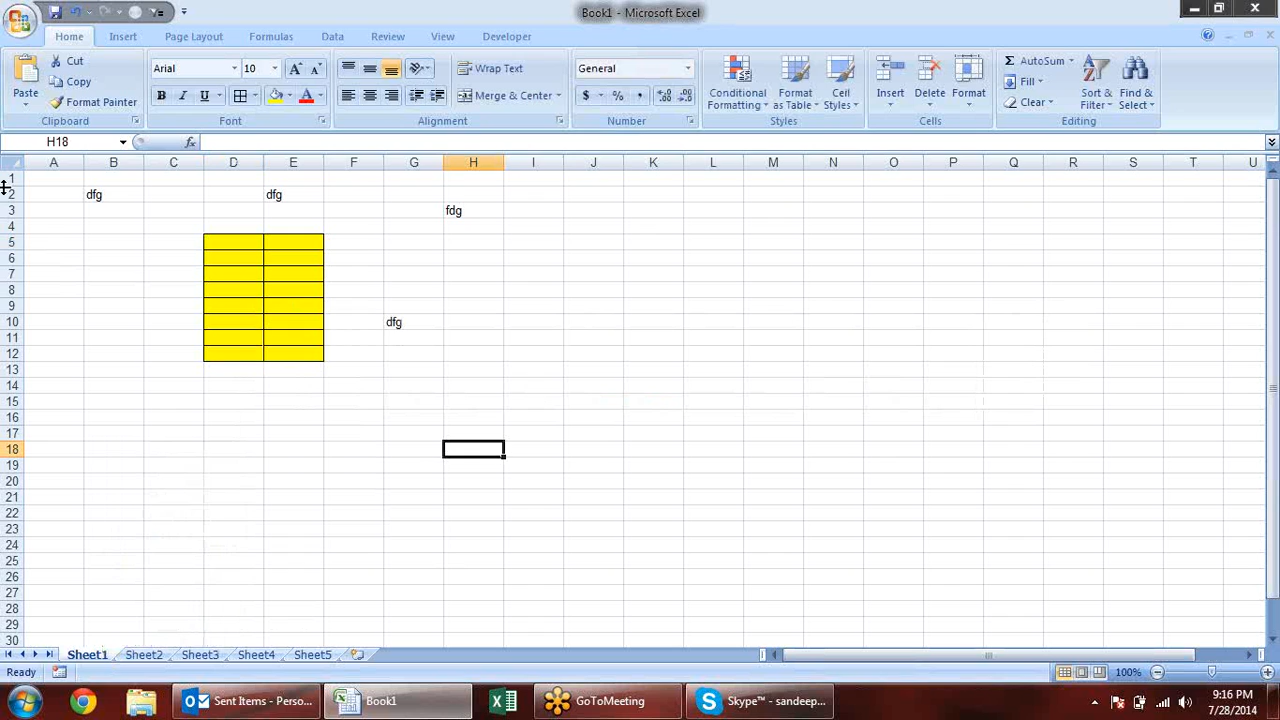 Book1 - Microsoft Excel
Home Insert Page Layout Formulas Data Review View Developer
Paste Cut Arial 10 Wrap Text General Conditional Formatting Format as Table Cell Styles Insert Delete Format AutoSum Sort & Filter Find & Select
Copy Fill
Format Painter B I U Merge & Center $ % , Clear
Clipboard Font Alignment Number Styles Cells Editing
H18 fx
A B C D E F G H I J K L M N O P Q R S T U
1
2 dfg dfg
3 fdg
4
5
6
7
8
9
10 dfg
11
12
13
14
15
16
17
18
19
20
21
22
23
24
25
26
27
28
29
30
Sheet1 Sheet2 Sheet3 Sheet4 Sheet5
Ready 100%
Sent Items - Perso... Book1 GoToMeeting Skype™ - sandeep... 9:16 PM
7/28/2014